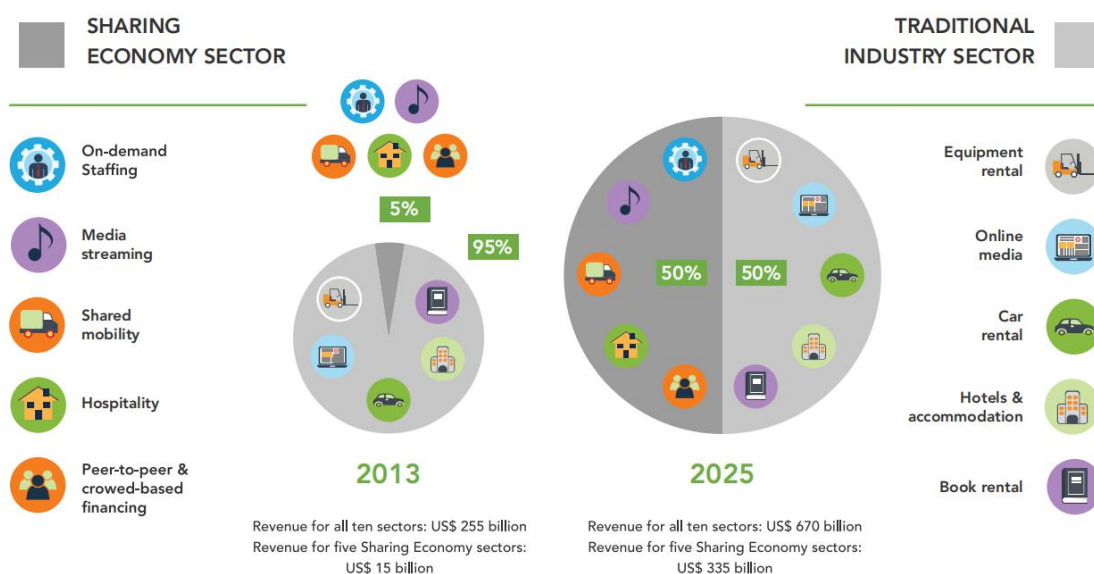 SHARING
ECONOMY SECTOR
TRADITIONAL
INDUSTRY SECTOR
On-demand
Staffing
Media
streaming
Shared
mobility
Hospitality
Peer-to-peer &
crowed-based
financing
5%
95%
2013
Revenue for all ten sectors: US$ 255 billion
Revenue for five Sharing Economy sectors:
US$ 15 billion
50%
50%
2025
Revenue for all ten sectors: US$ 670 billion
Revenue for five Sharing Economy sectors:
US$ 335 billion
Equipment
rental
Online
media
Car
rental
Hotels &
accommodation
Book rental